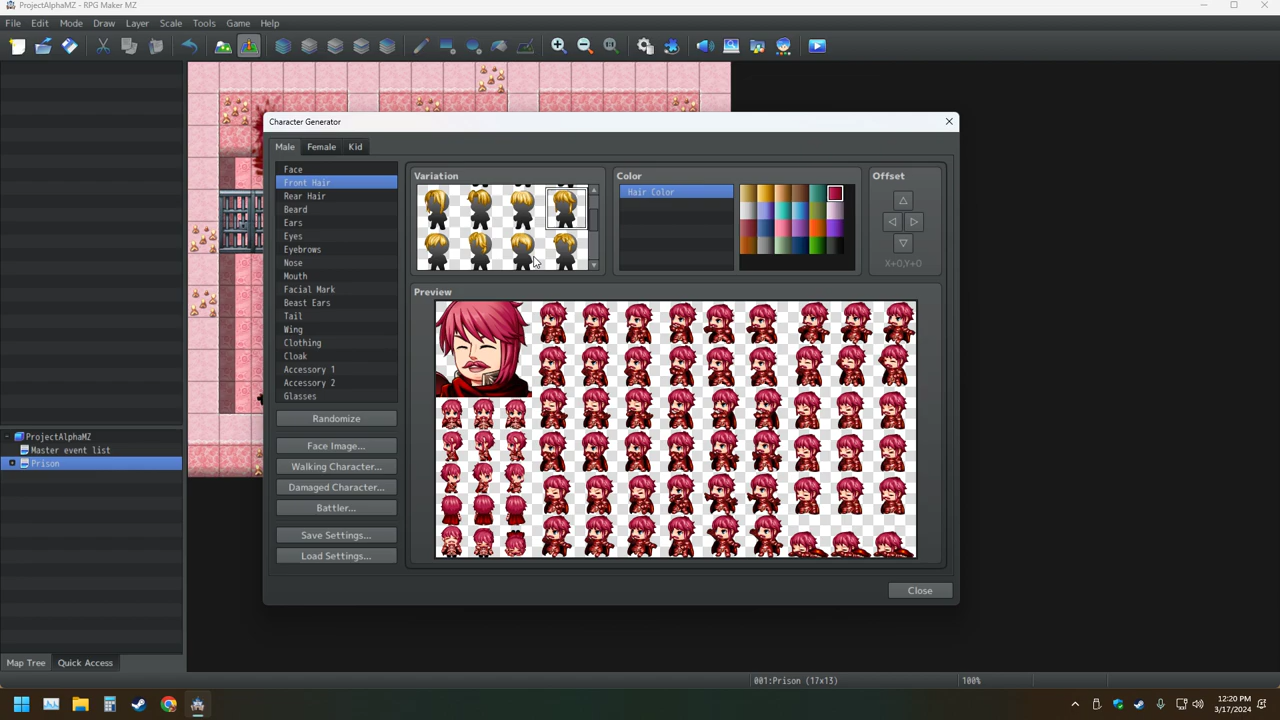 ProjectAlphaMZ - RPG Maker MZ
File Edit Mode Draw Layer Scale Tools Game Help
Character Generator
Male Female Kid
Face
Front Hair
Rear Hair
Beard
Ears
Eyes
Eyebrows
Nose
Mouth
Facial Mark
Beast Ears
Tail
Wing
Clothing
Cloak
Accessory 1
Accessory 2
Glasses
Randomize
Face Image...
Walking Character...
Damaged Character...
Battler...
Save Settings...
Load Settings...
Variation
Color
Hair Color
Offset
X+0,Y+0
Preview
Close
ProjectAlphaMZ
Master event list
Prison
Map Tree Quick Access
001:Prison (17x13) 100%
12:20 PM
3/17/2024